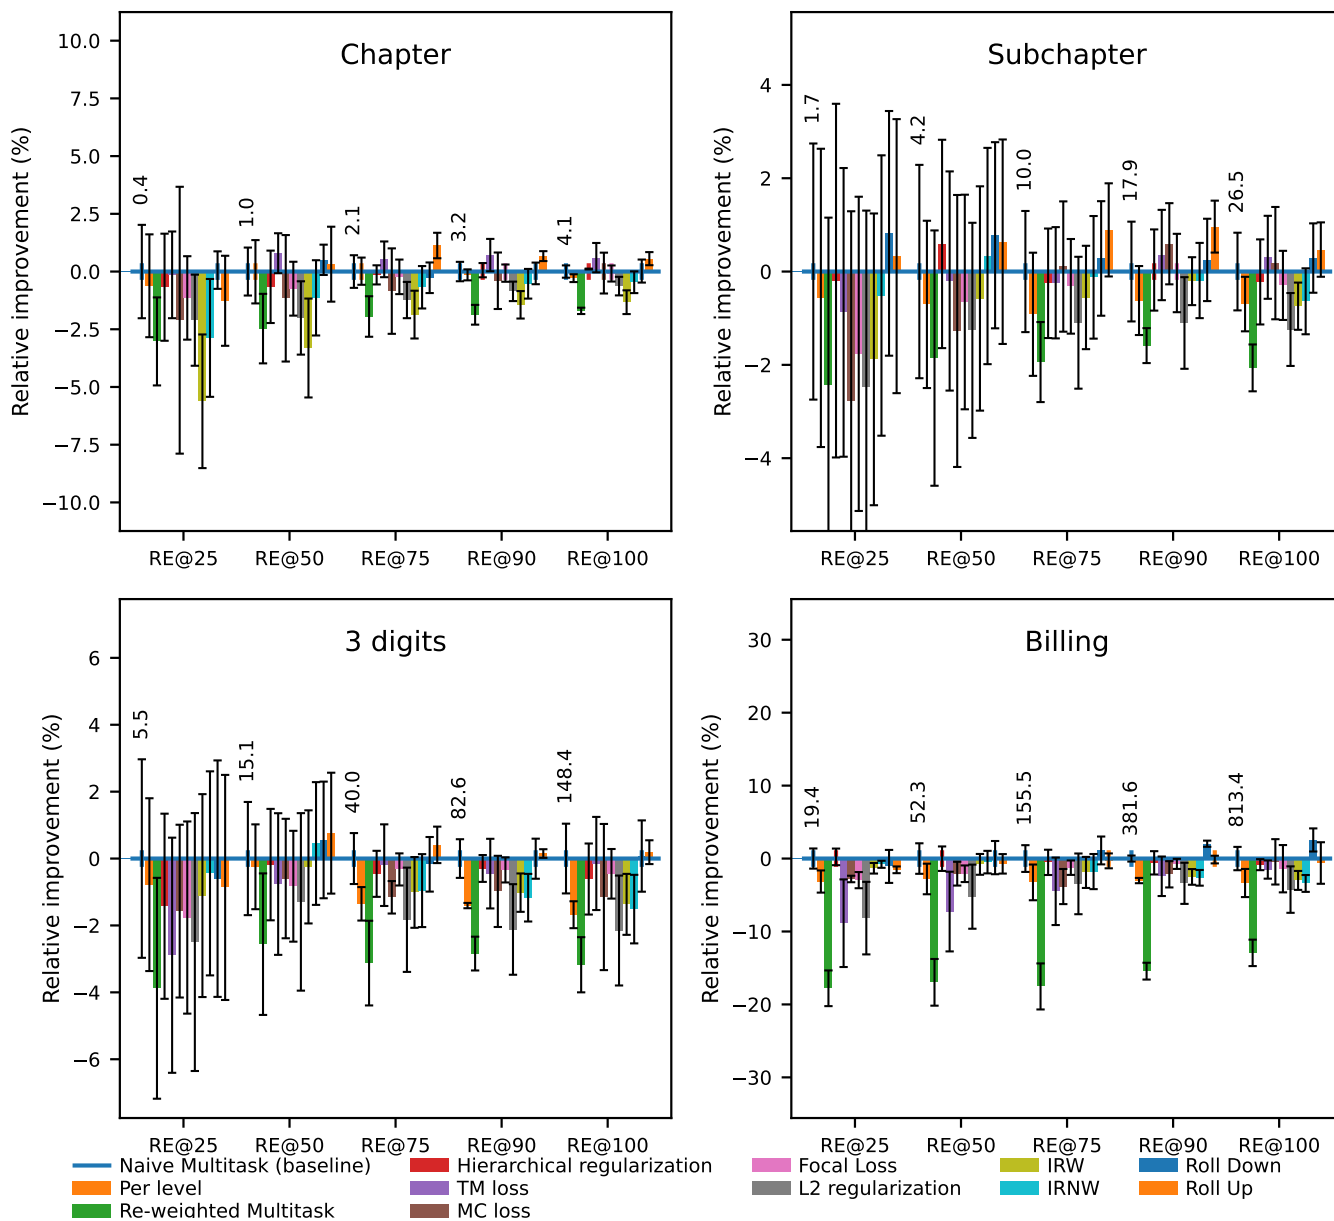 Chapter
Relative improvement (%)
10.0
7.5
5.0
2.5
0.0
−2.5
−5.0
−7.5
−10.0
0.4
1.0
2.1
3.2
4.1
RE@25 RE@50 RE@75 RE@90 RE@100
Subchapter
Relative improvement (%)
4
2
0
−2
−4
1.7
4.2
10.0
17.9
26.5
RE@25 RE@50 RE@75 RE@90 RE@100
3 digits
Relative improvement (%)
6
4
2
0
−2
−4
−6
5.5
15.1
40.0
82.6
148.4
RE@25 RE@50 RE@75 RE@90 RE@100
Billing
Relative improvement (%)
30
20
10
0
−10
−20
−30
19.4
52.3
155.5
381.6
813.4
RE@25 RE@50 RE@75 RE@90 RE@100
Naive Multitask (baseline)
Per level
Re-weighted Multitask
Hierarchical regularization
TM loss
MC loss
Focal Loss
L2 regularization
IRW
IRNW
Roll Down
Roll Up